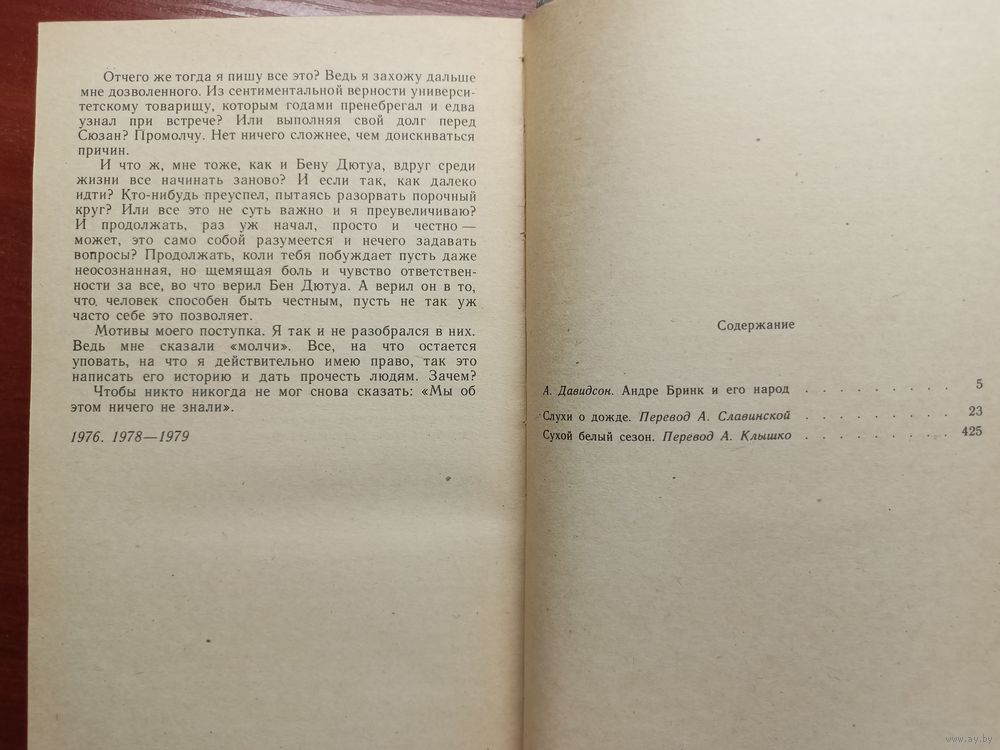 Отчего же тогда я пишу все это? Ведь я захожу дальше
мне дозволенного. Из сентиментальной верности универси-
тетскому товарищу, которым годами пренебрегал и едва
узнал при встрече? Или выполняя свой долг перед
Сюзан? Промолчу. Нет ничего сложнее, чем доискиваться
причин.
И что ж, мне тоже, как и Бену Дютуа, вдруг среди
жизни все начинать заново? И если так, как далеко
идти? Кто-нибудь преуспел, пытаясь разорвать порочный
круг? Или все это не суть важно и я преувеличиваю?
И продолжать, раз уж начал, просто и честно —
может, это само собой разумеется и нечего задавать
вопросы? Продолжать, коли тебя побуждает пусть даже
неосознанная, но щемящая боль и чувство ответствен-
ности за все, во что верил Бен Дютуа. А верил он в то,
что человек способен быть честным, пусть не так уж
часто себе это позволяет.
Мотивы моего поступка. Я так и не разобрался в них.
Ведь мне сказали «молчи». Все, на что остается
уповать, на что я действительно имею право, так это
написать его историю и дать прочесть людям. Зачем?
Чтобы никто никогда не мог снова сказать: «Мы об
этом ничего не знали».
1976. 1978—1979
Содержание
А. Давидсон. Андре Бринк и его народ . . . . . . . . 5
Слухи о дожде. Перевод А. Славинской . . . . . . . . 23
Сухой белый сезон. Перевод А. Клышко . . . . . . . . 425
www.ay.by